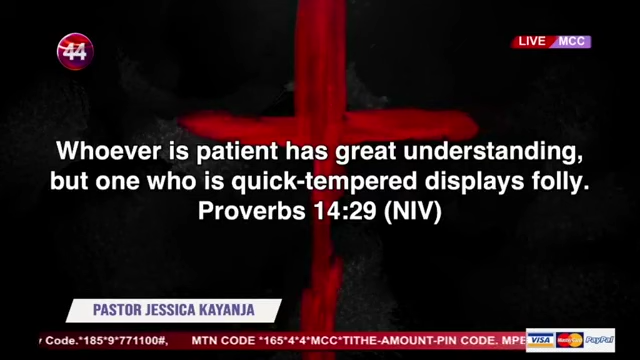 44
LIVE MCC
Whoever is patient has great understanding,
but one who is quick-tempered displays folly.
Proverbs 14:29 (NIV)
PASTOR JESSICA KAYANJA
y Code.*185*9*771100#, MTN CODE *165*4*4*MCC*TITHE-AMOUNT-PIN CODE. MPE
VISA MasterCard PayPal